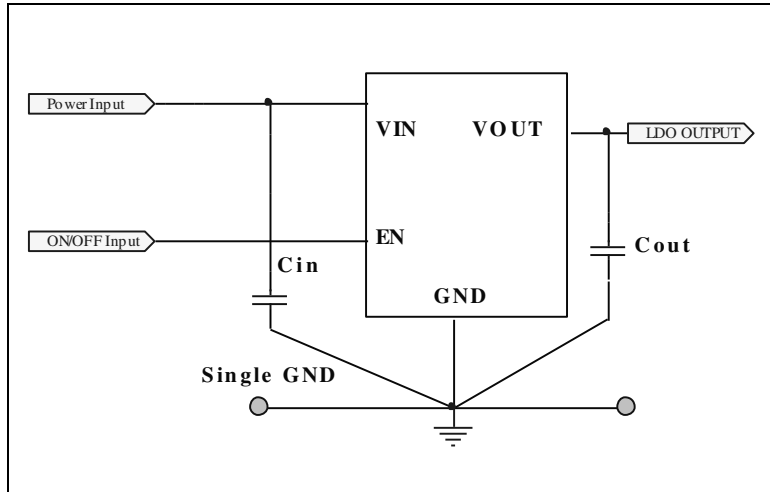 Power Input
VIN
VOUT
LDO OUTPUT
ON/OFF Input
EN
Cin
Cout
GND
Single GND